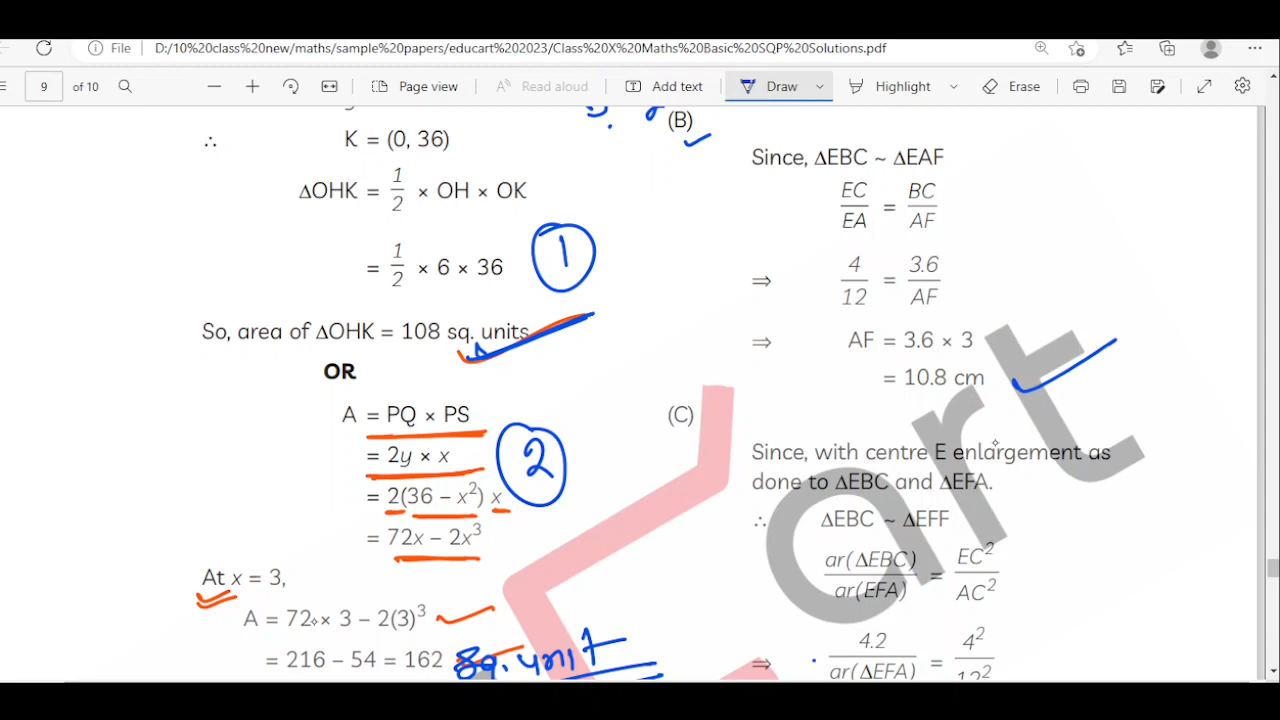 File D:/10%20class%20new/maths/sample%20papers/educart%202023/Class%20X%20Maths%20Basic%20SQP%20Solutions.pdf
9 of 10 Page view Read aloud Add text Draw Highlight Erase
∴ K = (0, 36)
ΔOHK = 1/2 × OH × OK
= 1/2 × 6 × 36
1
So, area of ΔOHK = 108 sq. units
OR
A = PQ × PS
= 2y × x
2
= 2(36 – x²) x
= 72x – 2x³
At x = 3,
A = 72 × 3 – 2(3)³
= 216 – 54 = 162 sq. unit
(B)
Since, ΔEBC ~ ΔEAF
EC/EA = BC/AF
⇒ 4/12 = 3.6/AF
⇒ AF = 3.6 × 3
= 10.8 cm
(C)
Since, with centre E enlargement as
done to ΔEBC and ΔEFA.
∴ ΔEBC ~ ΔEFF
ar(ΔEBC)/ar(EFA) = EC²/AC²
⇒ 4.2/ar(ΔEFA) = 4²/12²
art